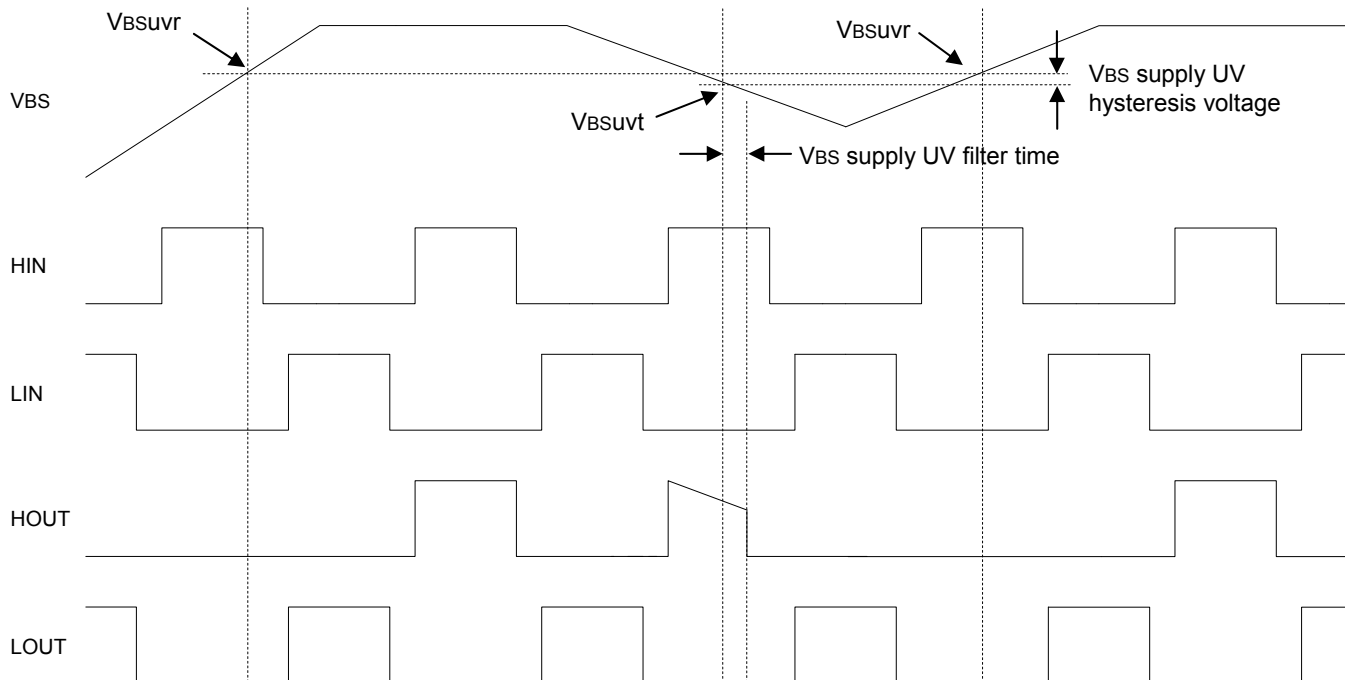 VBSuvr
VBSuvr
VBS
VBS supply UV
hysteresis voltage
VBSuvt
VBS supply UV filter time
HIN
LIN
HOUT
LOUT